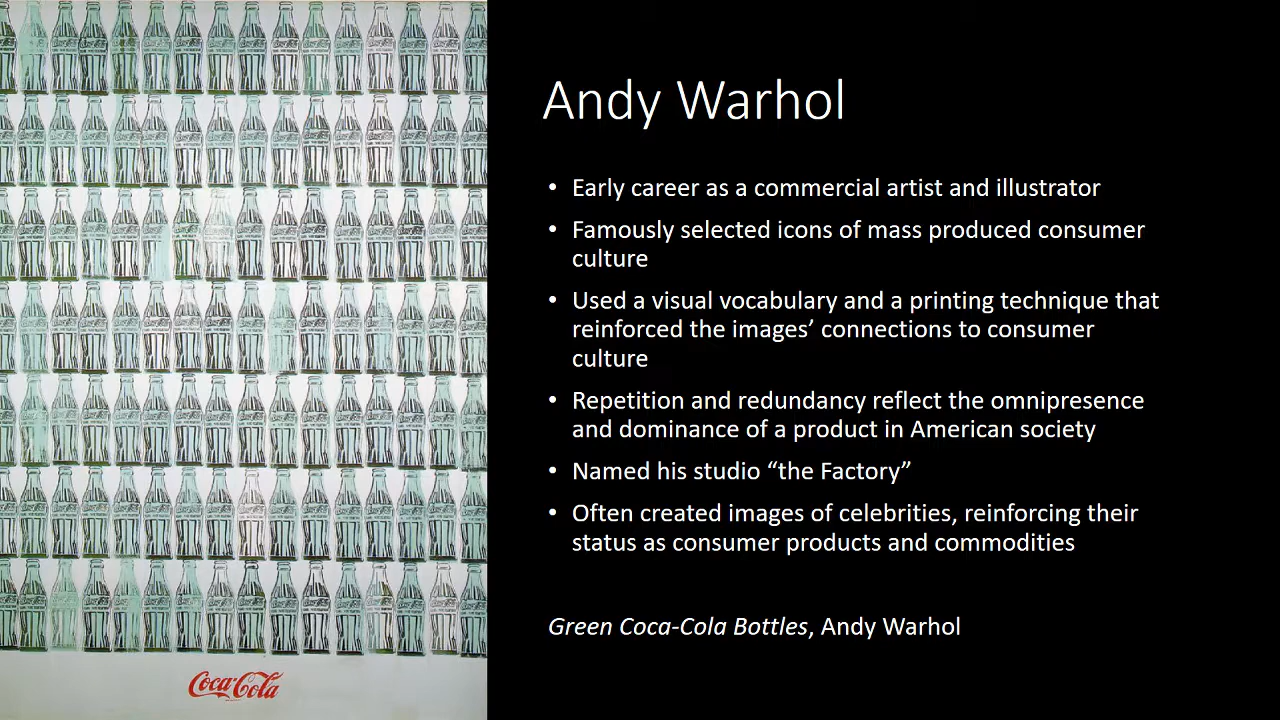 Andy Warhol
• Early career as a commercial artist and illustrator
• Famously selected icons of mass produced consumer
culture
• Used a visual vocabulary and a printing technique that
reinforced the images’ connections to consumer
culture
• Repetition and redundancy reflect the omnipresence
and dominance of a product in American society
• Named his studio “the Factory”
• Often created images of celebrities, reinforcing their
status as consumer products and commodities
Green Coca-Cola Bottles, Andy Warhol
Coca-Cola